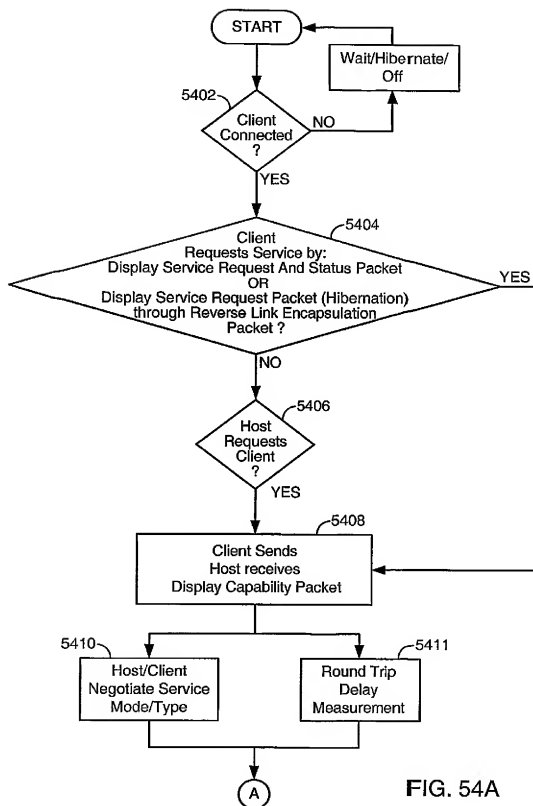 START
Wait/Hibernate/
Off
5402
Client
Connected
?
NO
YES
5404
Client
Requests Service by:
Display Service Request And Status Packet
OR
Display Service Request Packet (Hibernation)
through Reverse Link Encapsulation
Packet ?
YES
NO
5406
Host
Requests
Client
?
YES
5408
Client Sends
Host receives
Display Capability Packet
5410
Host/Client
Negotiate Service
Mode/Type
5411
Round Trip
Delay
Measurement
A
FIG. 54A